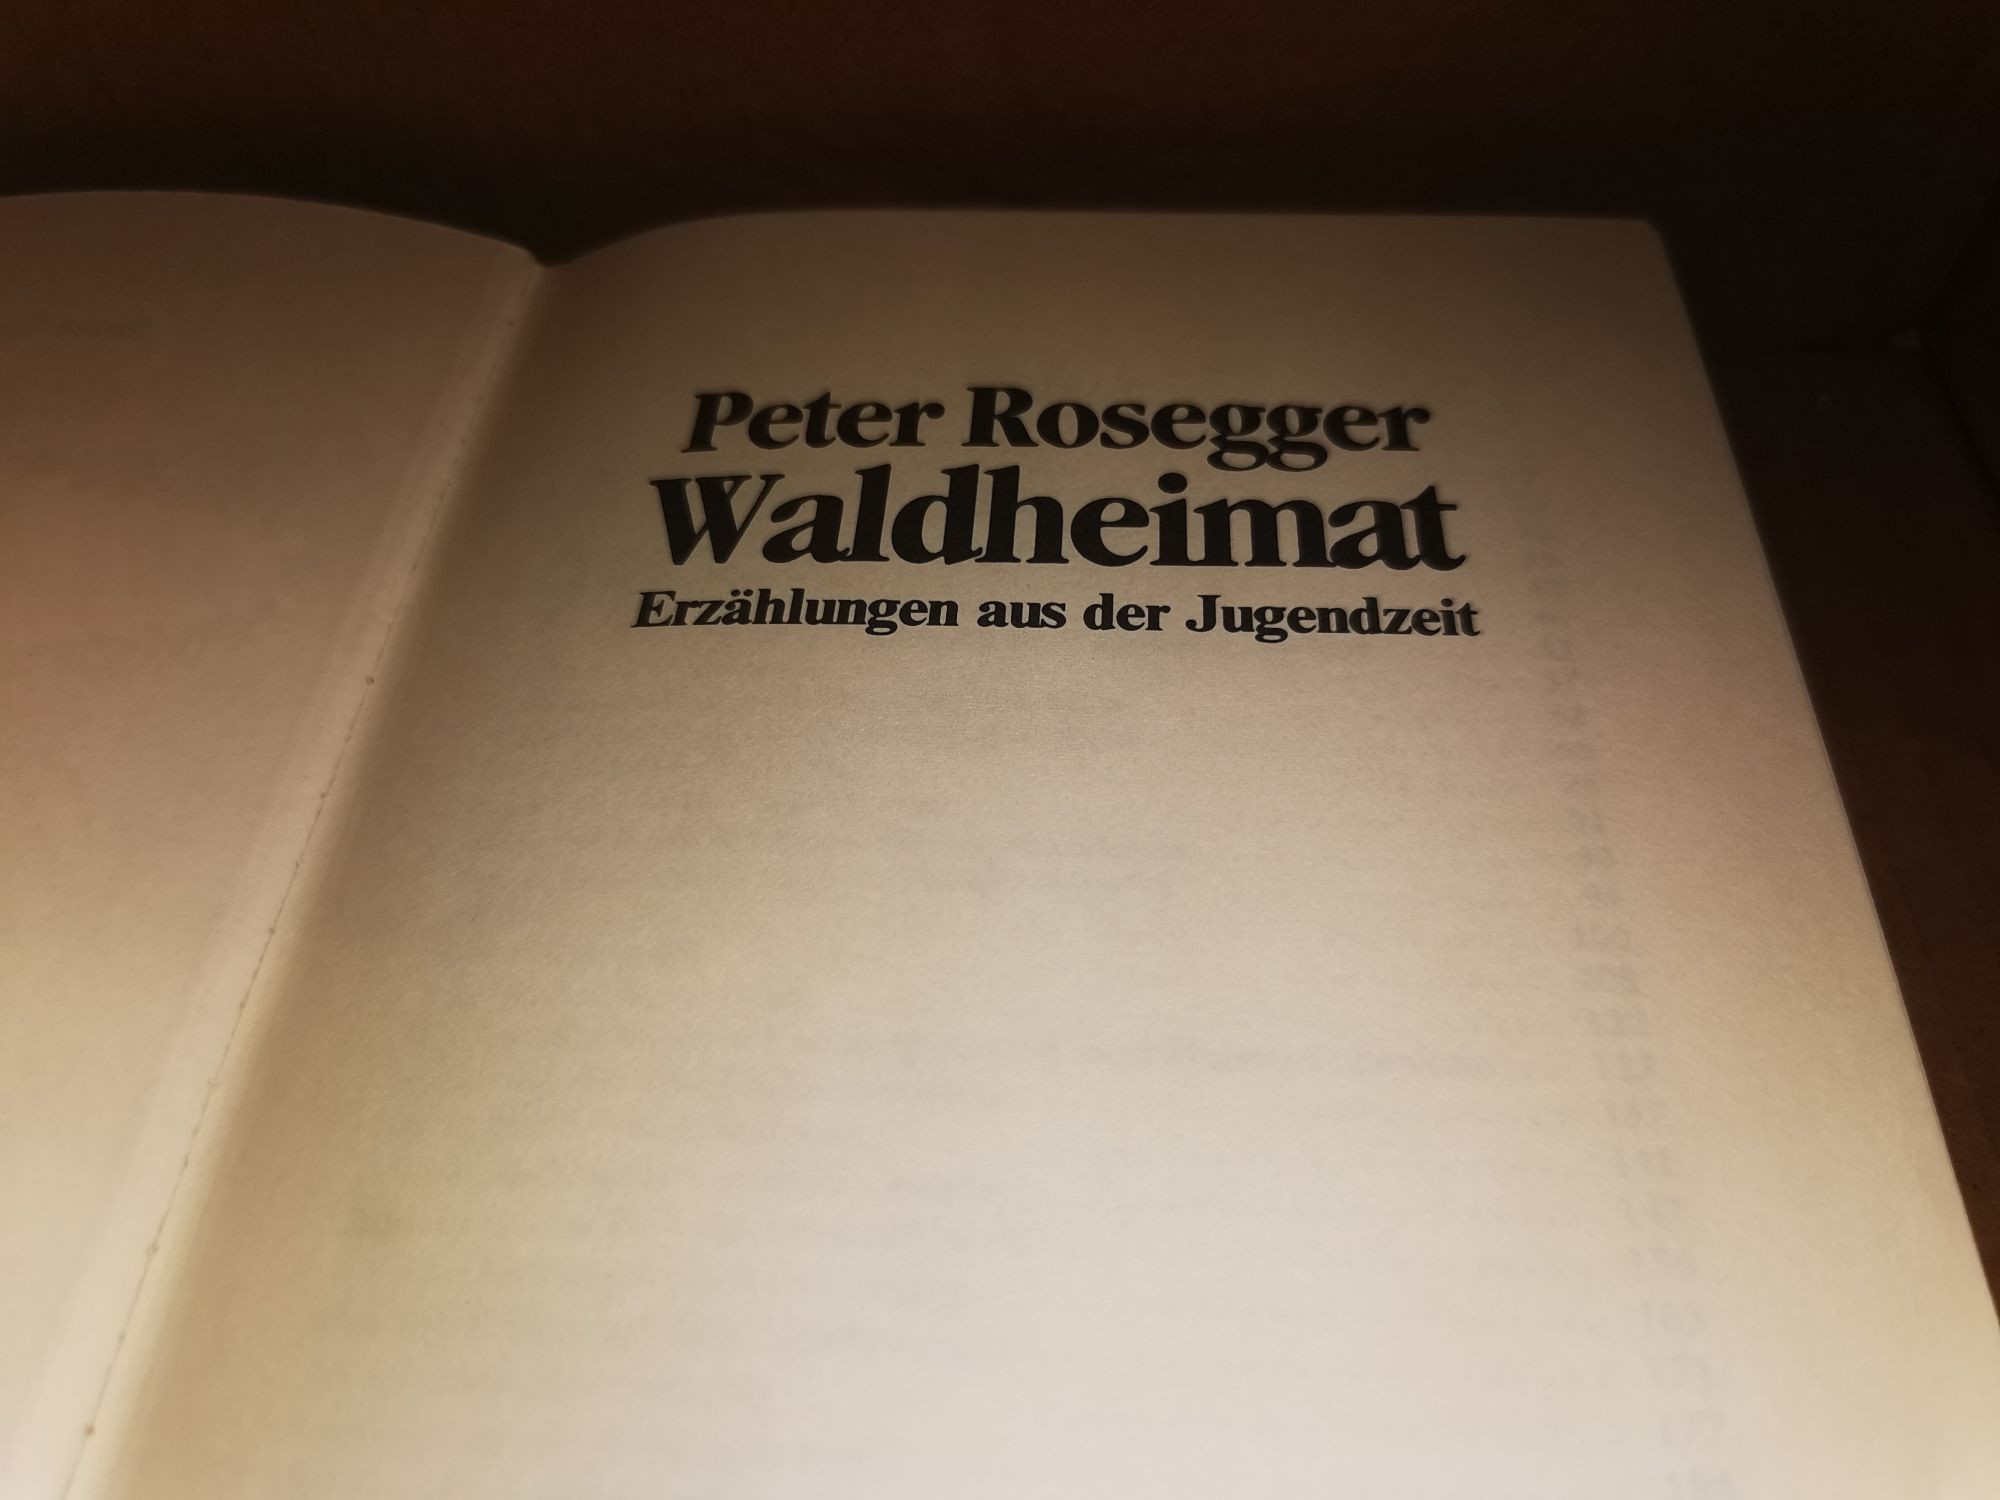 Peter Rosegger
Waldheimat
Erzählungen aus der Jugendzeit